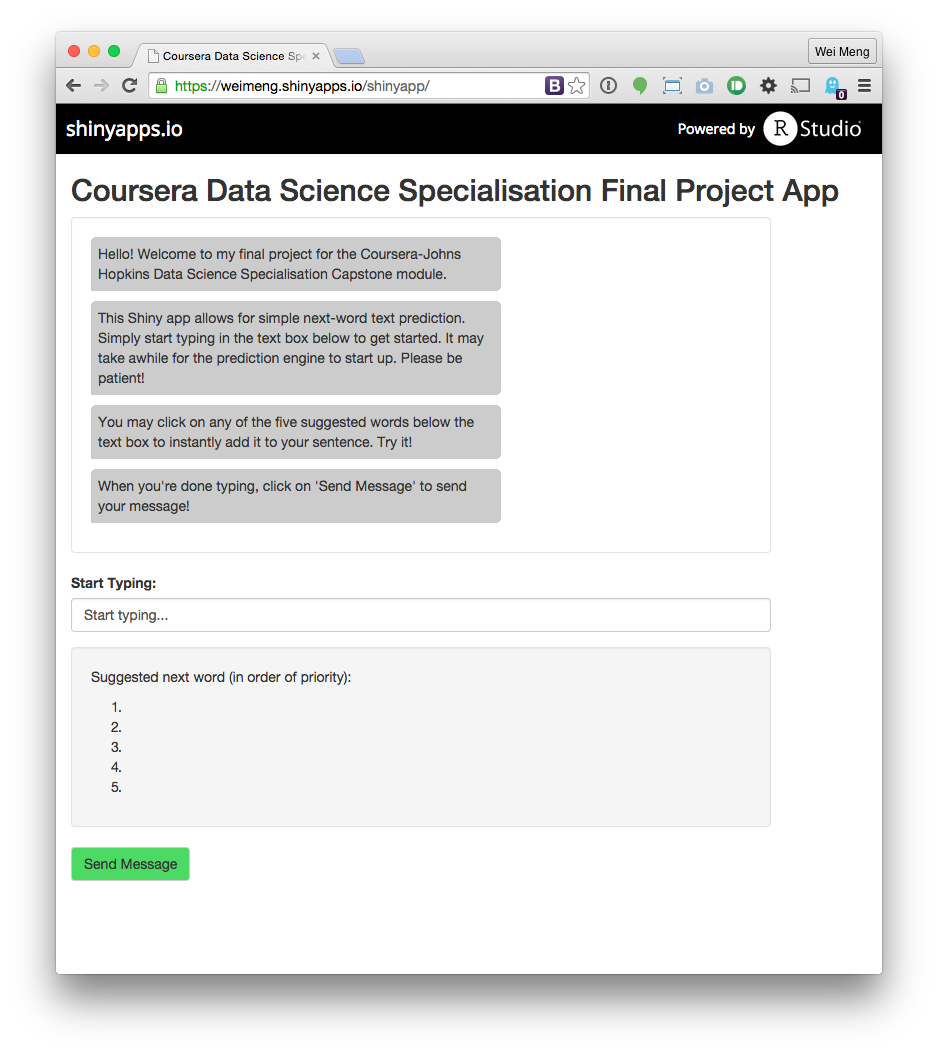 Coursera Data Science Spe
Wei Meng
https://weimeng.shinyapps.io/shinyapp/
B
0
shinyapps.io
Powered by R Studio
Coursera Data Science Specialisation Final Project App
Hello! Welcome to my final project for the Coursera-Johns
Hopkins Data Science Specialisation Capstone module.
This Shiny app allows for simple next-word text prediction.
Simply start typing in the text box below to get started. It may
take awhile for the prediction engine to start up. Please be
patient!
You may click on any of the five suggested words below the
text box to instantly add it to your sentence. Try it!
When you're done typing, click on 'Send Message' to send
your message!
Start Typing:
Start typing...
Suggested next word (in order of priority):
1.
2.
3.
4.
5.
Send Message